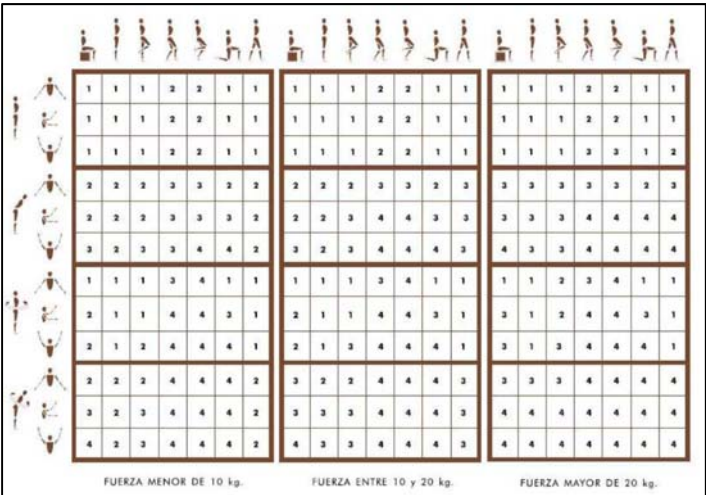 1 1 1 2 2 1 1 1 1 1 2 2 1 1 1 1 1 2 2 1 1
1 1 1 2 2 1 1 1 1 1 2 2 1 1 1 1 1 2 2 1 1
1 1 1 2 2 1 1 1 1 1 2 2 1 1 1 1 1 3 3 1 2
2 2 2 3 3 2 2 2 2 3 3 3 2 3 3 3 3 3 3 2 3
2 2 2 3 3 3 2 2 2 3 4 4 3 3 3 3 3 4 4 4 4
3 2 2 3 4 4 2 3 2 3 4 4 4 3 4 3 3 4 4 4 4
1 1 1 3 4 1 1 1 1 1 3 4 1 1 1 1 2 3 4 1 1
2 1 1 4 4 3 1 2 1 1 4 4 3 1 3 1 2 4 4 3 1
2 1 2 4 4 4 1 2 1 3 4 4 4 1 3 1 3 4 4 4 1
2 2 2 4 4 4 2 3 2 2 4 4 4 3 3 3 3 4 4 4 4
3 2 3 4 4 4 2 3 3 3 4 4 4 3 4 4 4 4 4 4 4
4 2 3 4 4 4 2 4 3 3 4 4 4 3 4 4 4 4 4 4 4
FUERZA MENOR DE 10 kg. FUERZA ENTRE 10 y 20 kg. FUERZA MAYOR DE 20 kg.